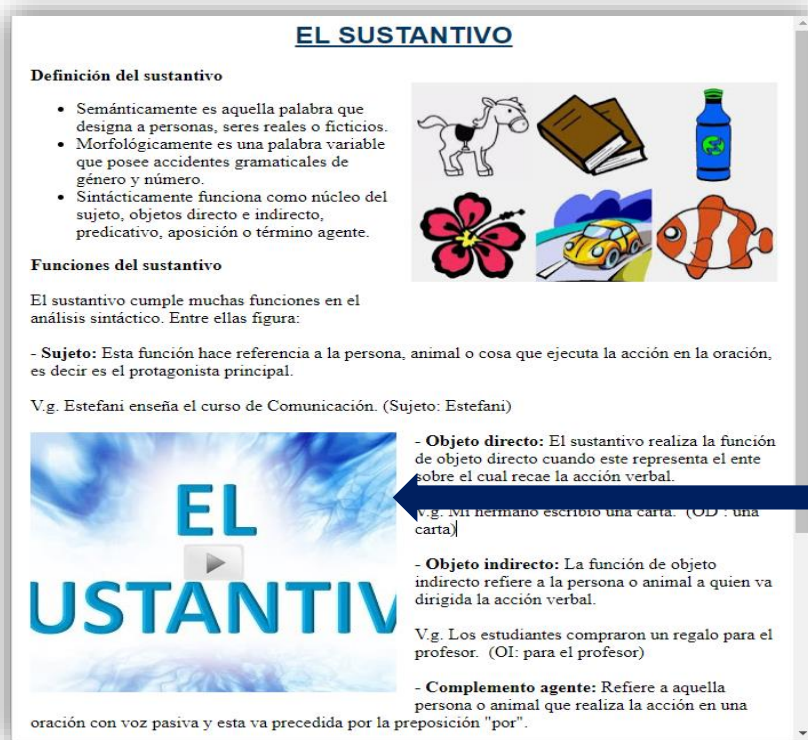 EL SUSTANTIVO
Definición del sustantivo
• Semánticamente es aquella palabra que
designa a personas, seres reales o ficticios.
• Morfológicamente es una palabra variable
que posee accidentes gramaticales de
género y número.
• Sintácticamente funciona como núcleo del
sujeto, objetos directo e indirecto,
predicativo, aposición o término agente.
Funciones del sustantivo
El sustantivo cumple muchas funciones en el
análisis sintáctico. Entre ellas figura:
- Sujeto: Esta función hace referencia a la persona, animal o cosa que ejecuta la acción en la oración,
es decir es el protagonista principal.
V.g. Estefani enseña el curso de Comunicación. (Sujeto: Estefani)
EL
USTANTIV
- Objeto directo: El sustantivo realiza la función
de objeto directo cuando este representa el ente
sobre el cual recae la acción verbal.
V.g. Mi hermano escribió una carta. (OD : una
carta)
- Objeto indirecto: La función de objeto
indirecto refiere a la persona o animal a quien va
dirigida la acción verbal.
V.g. Los estudiantes compraron un regalo para el
profesor. (OI: para el profesor)
- Complemento agente: Refiere a aquella
persona o animal que realiza la acción en una
oración con voz pasiva y esta va precedida por la preposición "por".